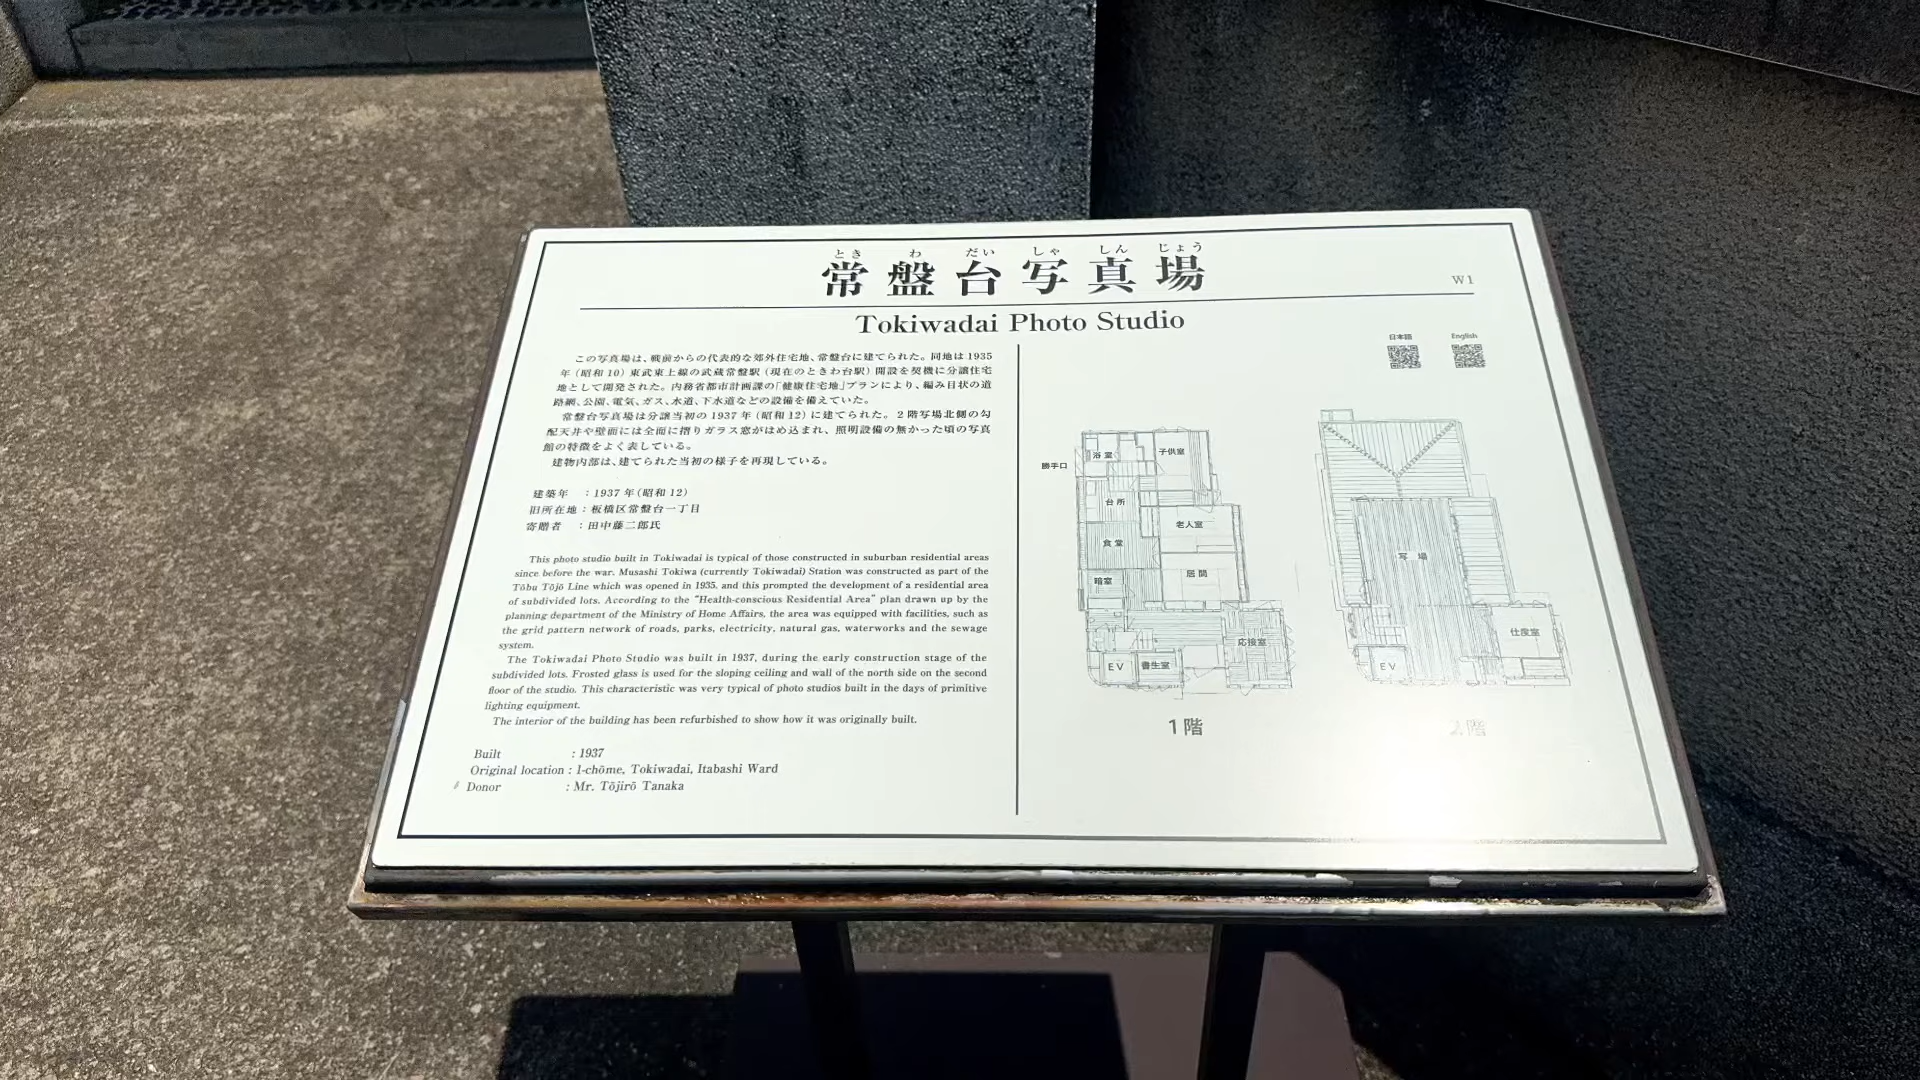 とき わ だい しゃ しん じょう
常盤台写真場
W1
Tokiwadai Photo Studio
この写真場は、戦前からの代表的な郊外住宅地、常盤台に建てられた。同地は1935
年（昭和10）東武東上線の武蔵常盤駅（現在のときわ台駅）開設を契機に分譲住宅
地として開発された。内務省都市計画課の「健康住宅地」プランにより、編み目状の道
路網、公園、電気、ガス、水道、下水道などの設備を備えていた。
常盤台写真場は分譲当初の1937年（昭和12）に建てられた。2階写場北側の勾
配天井や壁面には全面に摺りガラス窓がはめ込まれ、照明設備の無かった頃の写真
館の特徴をよく表している。
建物内部は、建てられた当初の様子を再現している。
建築年　：1937年（昭和12）
旧所在地：板橋区常盤台一丁目
寄贈者　：田中藤二郎氏
This photo studio built in Tokiwadai is typical of those constructed in suburban residential areas
since before the war. Musashi Tokiwa (currently Tokiwadai) Station was constructed as part of the
Tōbu Tōjō Line which was opened in 1935, and this prompted the development of a residential area
of subdivided lots. According to the "Health-conscious Residential Area" plan drawn up by the
planning department of the Ministry of Home Affairs, the area was equipped with facilities, such as
the grid pattern network of roads, parks, electricity, natural gas, waterworks and the sewage
system.
The Tokiwadai Photo Studio was built in 1937, during the early construction stage of the
subdivided lots. Frosted glass is used for the sloping ceiling and wall of the north side on the second
floor of the studio. This characteristic was very typical of photo studios built in the days of primitive
lighting equipment.
The interior of the building has been refurbished to show how it was originally built.
Built : 1937
Original location : 1-chōme, Tokiwadai, Itabashi Ward
Donor : Mr. Tōjirō Tanaka
日本語
English
浴室
子供室
勝手口
台所
老人室
食堂
居間
暗室
応接室
EV
書生室
1階
写場
仕度室
EV
2階